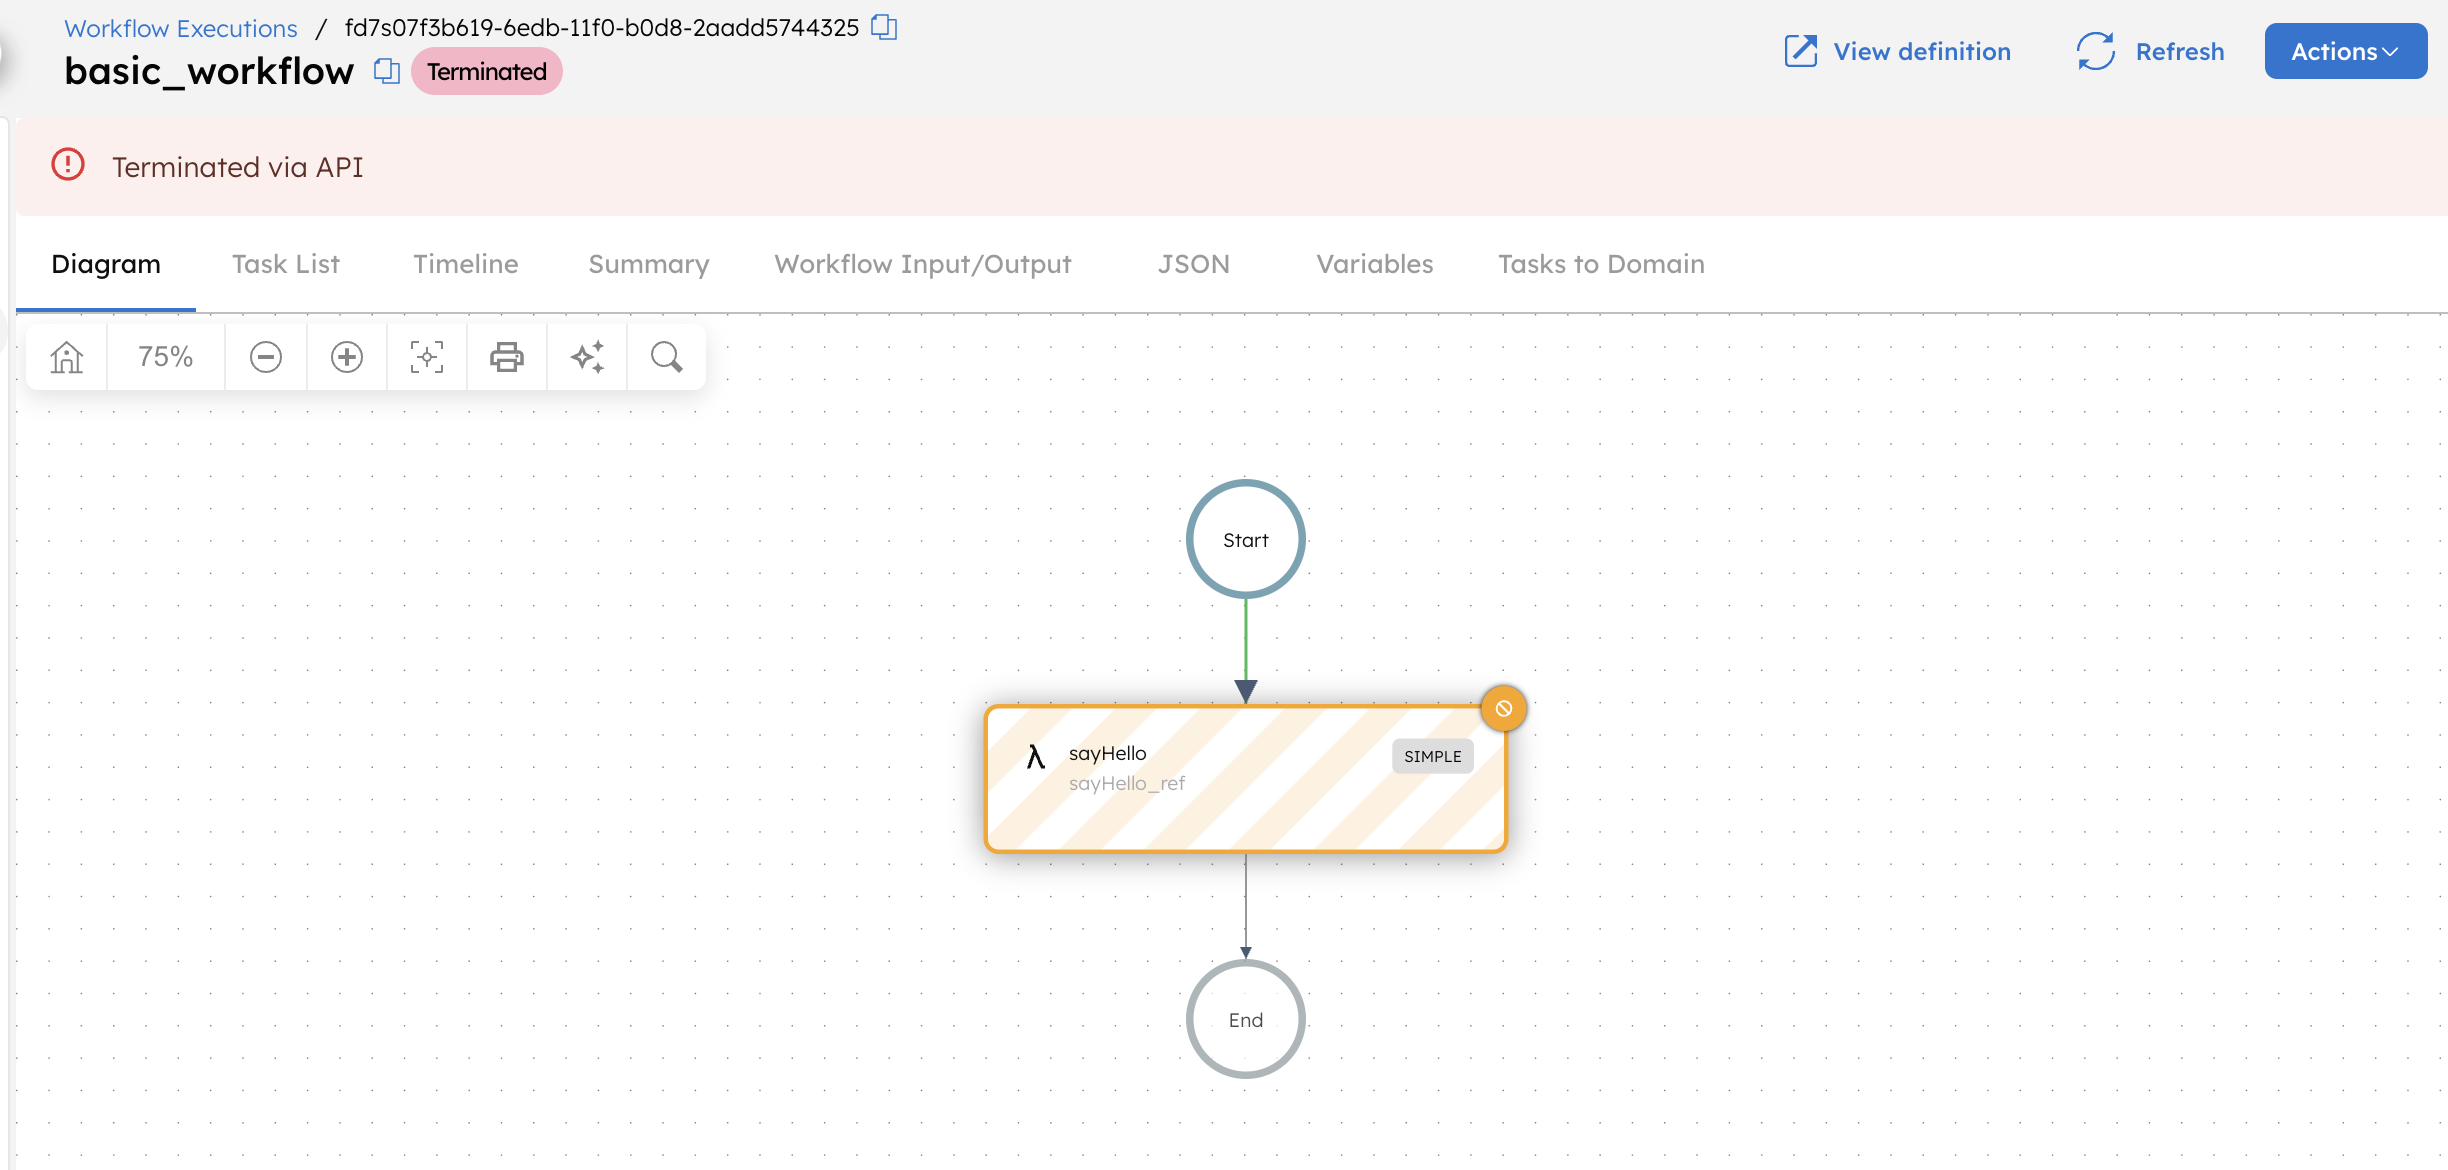 Workflow Executions / fd7s07f3b619-6edb-11f0-b0d8-2aadd5744325
basic_workflow Terminated
View definition Refresh Actions
Terminated via API
Diagram Task List Timeline Summary Workflow Input/Output JSON Variables Tasks to Domain
75%
Start
sayHello SIMPLE
sayHello_ref
End